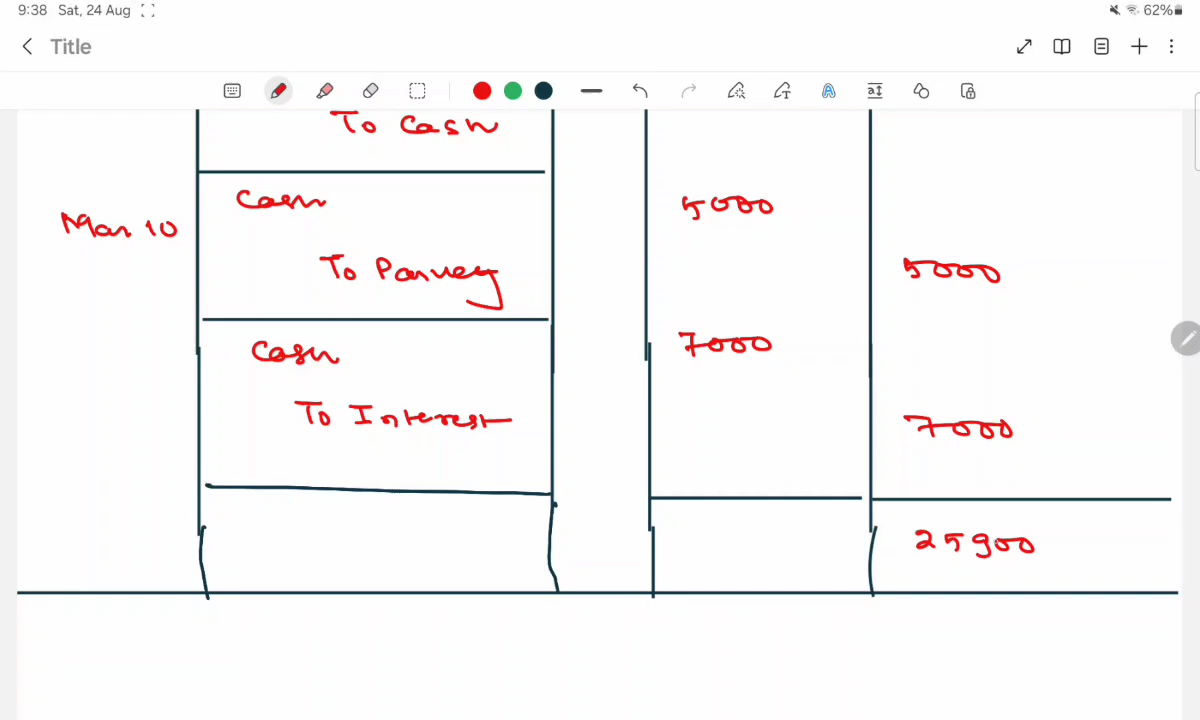 9:38 Sat, 24 Aug 62%
Title
To Cash
Mar 10 Cash 5000
To Parvez 5000
Cash 7000
To Interest 7000
25900